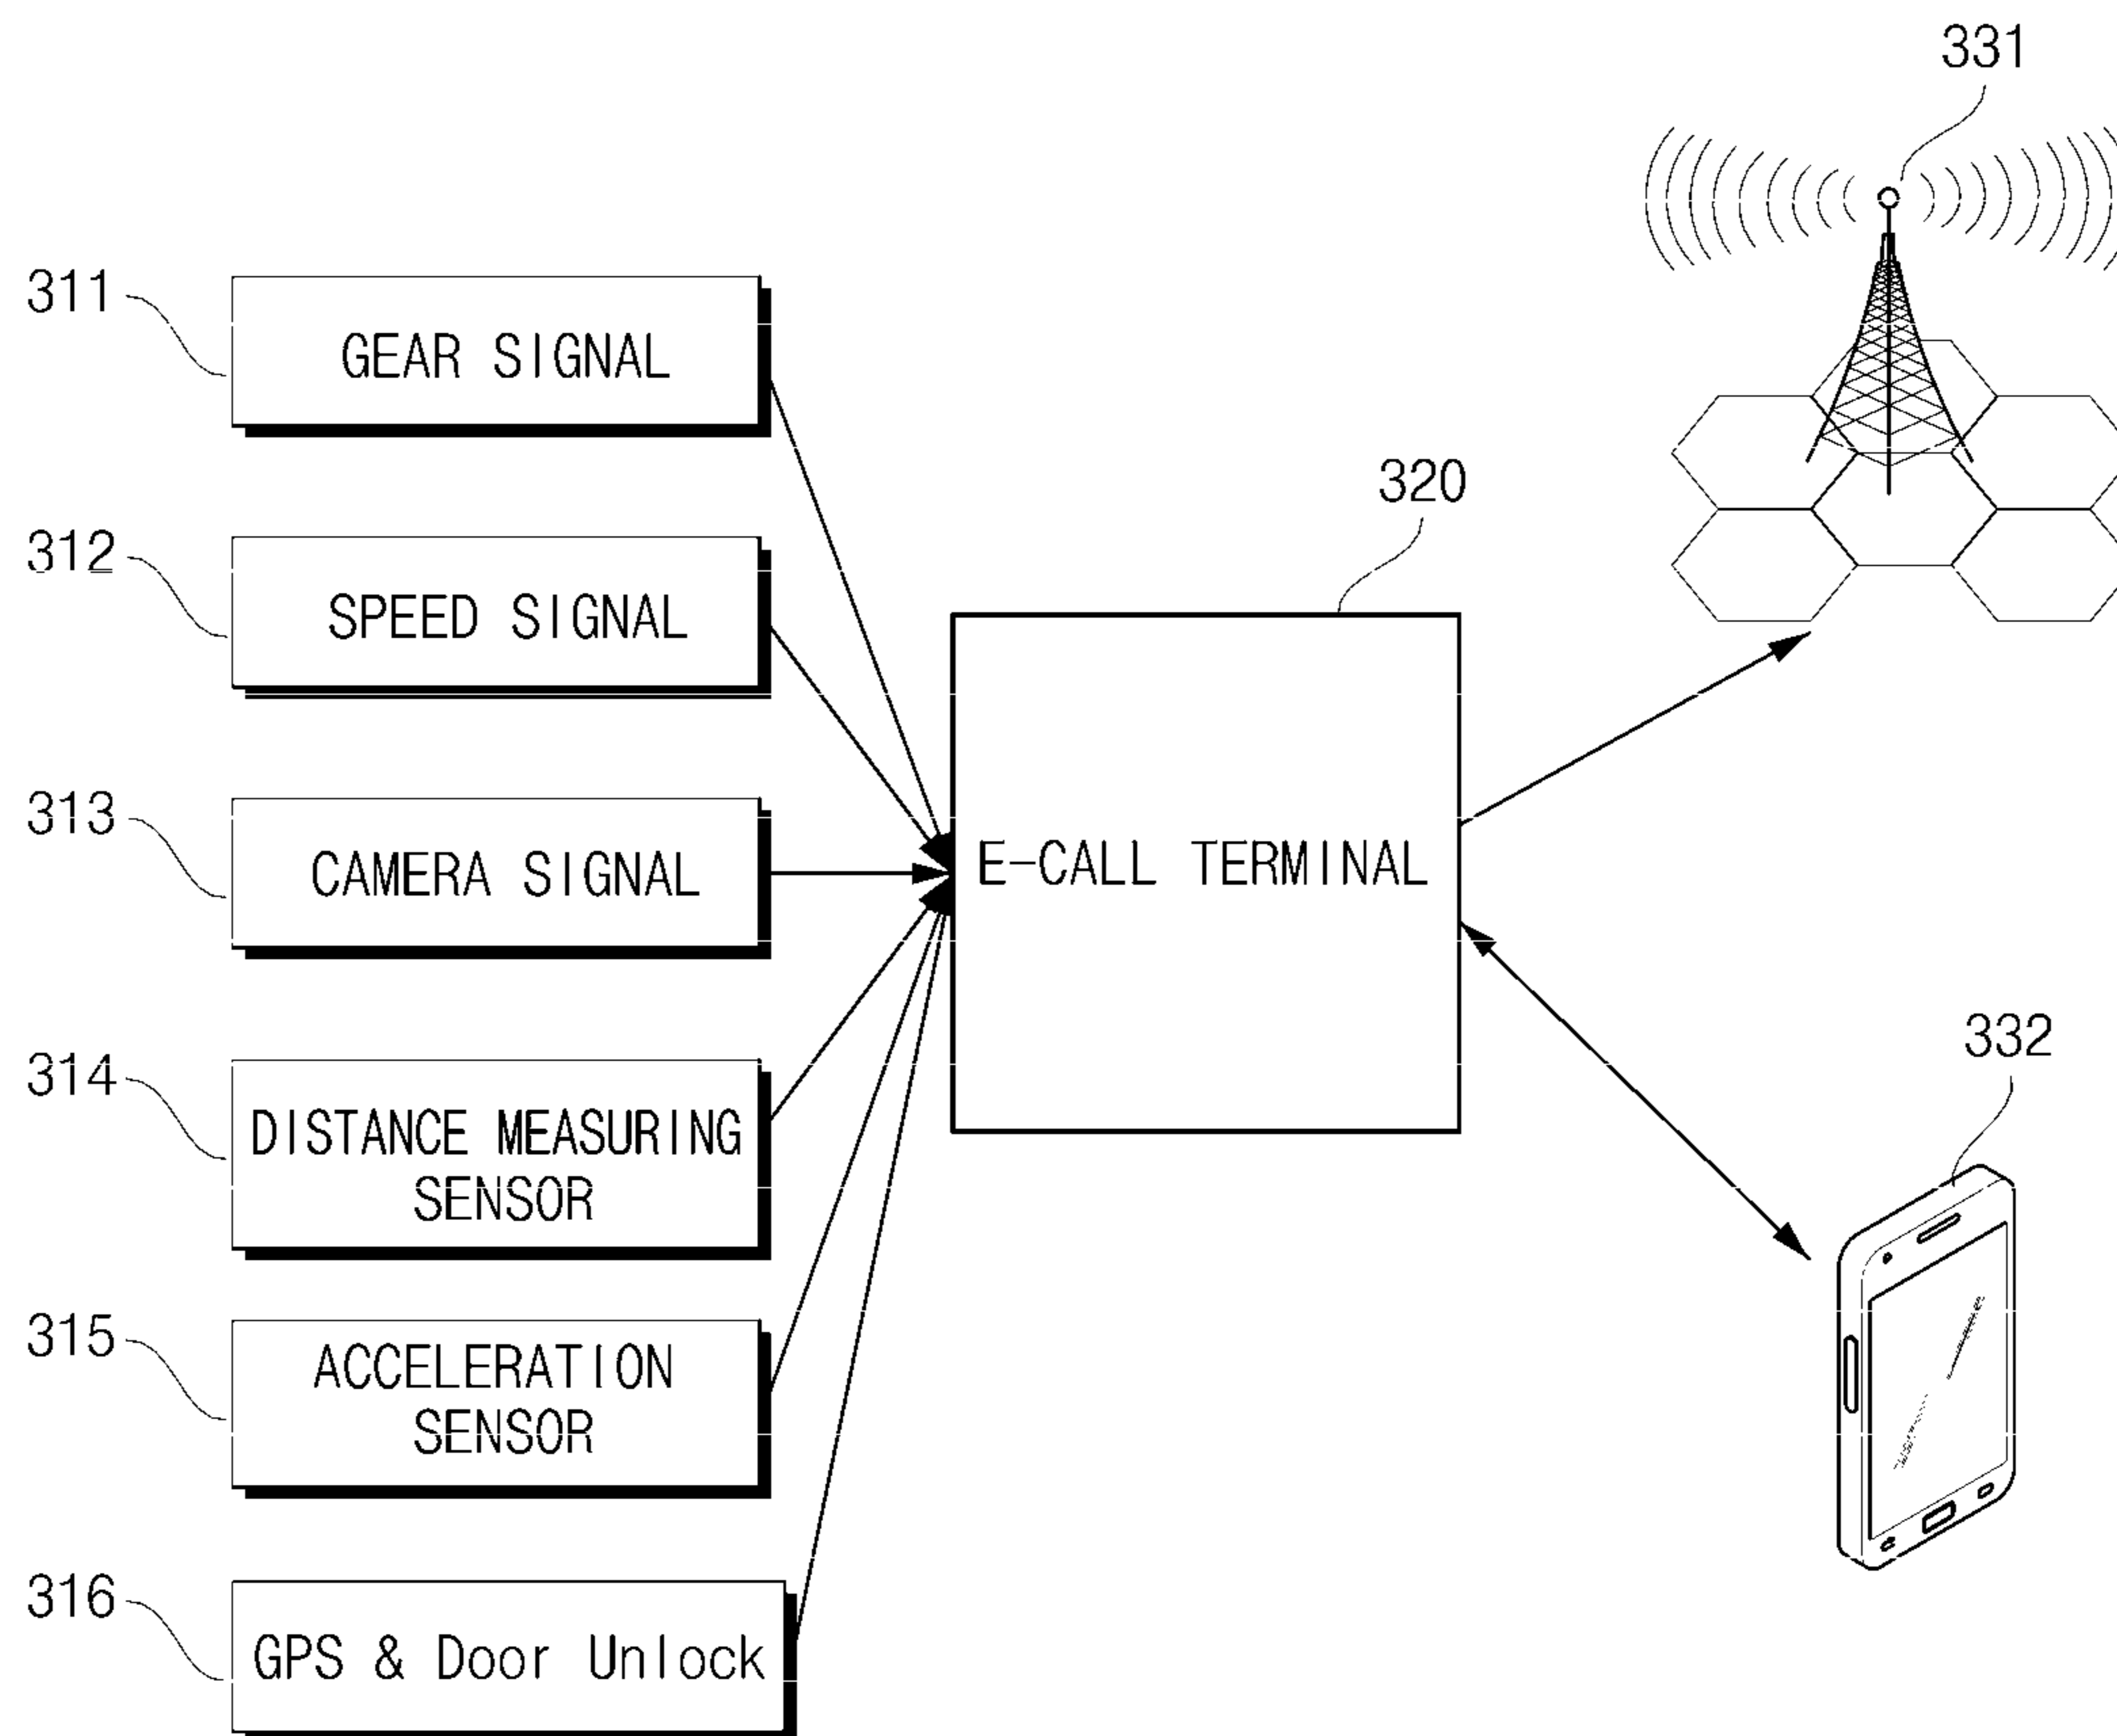 331
311
GEAR SIGNAL
320
312
SPEED SIGNAL
313
CAMERA SIGNAL
E-CALL TERMINAL
314
DISTANCE MEASURING
SENSOR
332
315
ACCELERATION
SENSOR
316
GPS & Door Unlock